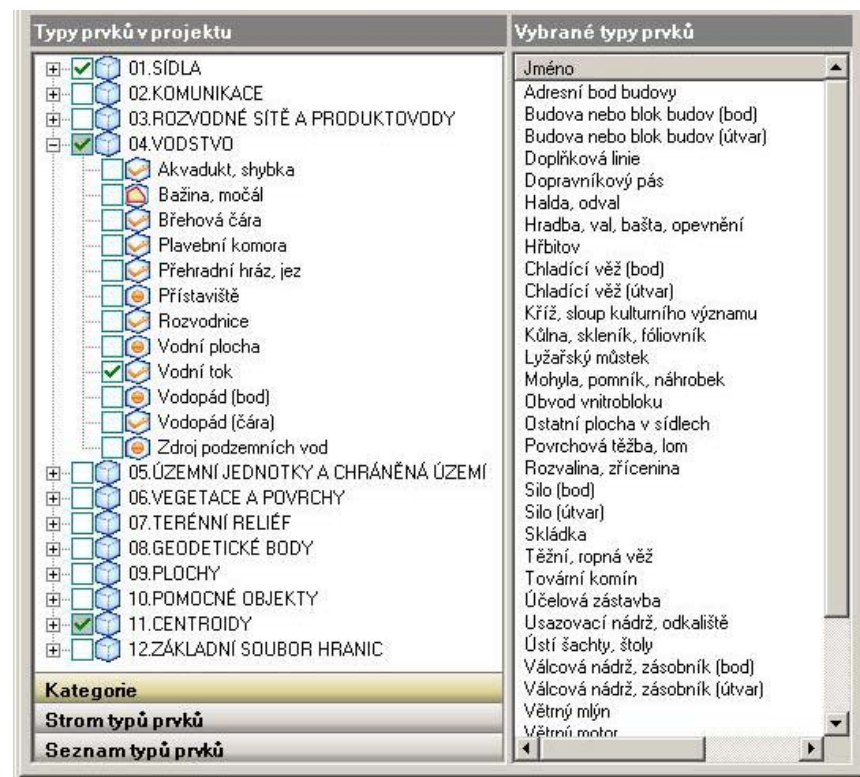 Typy prvků v projektu
01.SÍDLA
02.KOMUNIKACE
03.ROZVODNÉ SÍTĚ A PRODUKTOVODY
04.VODSTVO
Akvadukt, shybka
Bažina, močál
Břehová čára
Plavební komora
Přehradní hráz, jez
Přístaviště
Rozvodnice
Vodní plocha
Vodní tok
Vodopád (bod)
Vodopád (čára)
Zdroj podzemních vod
05.ÚZEMNÍ JEDNOTKY A CHRÁNĚNÁ ÚZEMÍ
06.VEGETACE A POVRCHY
07.TERÉNNÍ RELIÉF
08.GEODETICKÉ BODY
09.PLOCHY
10.POMOCNÉ OBJEKTY
11.CENTROIDY
12.ZÁKLADNÍ SOUBOR HRANIC
Kategorie
Strom typů prvků
Seznam typů prvků
Vybrané typy prvků
Jméno
Adresní bod budovy
Budova nebo blok budov (bod)
Budova nebo blok budov (útvar)
Doplňková linie
Dopravníkový pás
Halda, odval
Hradba, val, bašta, opevnění
Hřbitov
Chladící věž (bod)
Chladící věž (útvar)
Kříž, sloup kulturního významu
Kůlna, skleník, fóliovník
Lyžařský můstek
Mohyla, pomník, náhrobek
Obvod vnitrobloku
Ostatní plocha v sídlech
Povrchová těžba, lom
Rozvalina, zřícenina
Silo (bod)
Silo (útvar)
Skládka
Těžní, ropná věž
Tovární komín
Účelová zástavba
Usazovací nádrž, odkaliště
Ústí šachty, štoly
Válcová nádrž, zásobník (bod)
Válcová nádrž, zásobník (útvar)
Větrný mlýn
Větrný motor